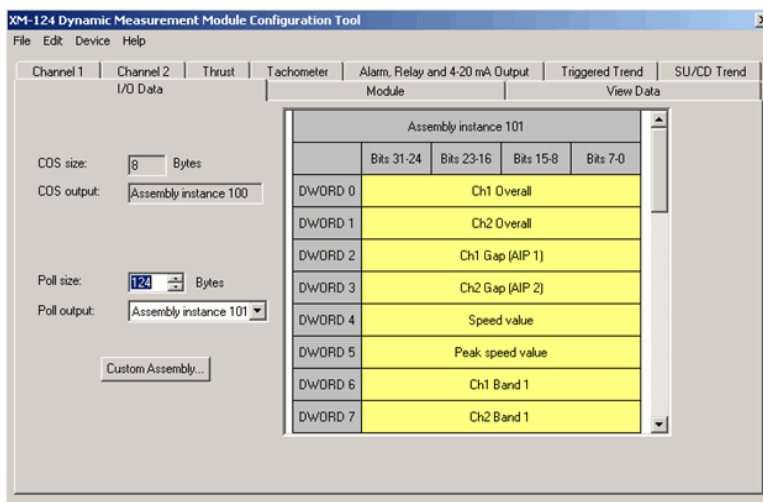 XM-124 Dynamic Measurement Module Configuration Tool
File Edit Device Help
Channel 1 Channel 2 Thrust Tachometer Alarm, Relay and 4-20 mA Output Triggered Trend SU/CD Trend
I/O Data Module View Data
COS size: 8 Bytes
COS output: Assembly instance 100
Poll size: 124 Bytes
Poll output: Assembly instance 101
Custom Assembly...
Assembly instance 101
Bits 31-24 Bits 23-16 Bits 15-8 Bits 7-0
DWORD 0 Ch1 Overall
DWORD 1 Ch2 Overall
DWORD 2 Ch1 Gap (AIP 1)
DWORD 3 Ch2 Gap (AIP 2)
DWORD 4 Speed value
DWORD 5 Peak speed value
DWORD 6 Ch1 Band 1
DWORD 7 Ch2 Band 1